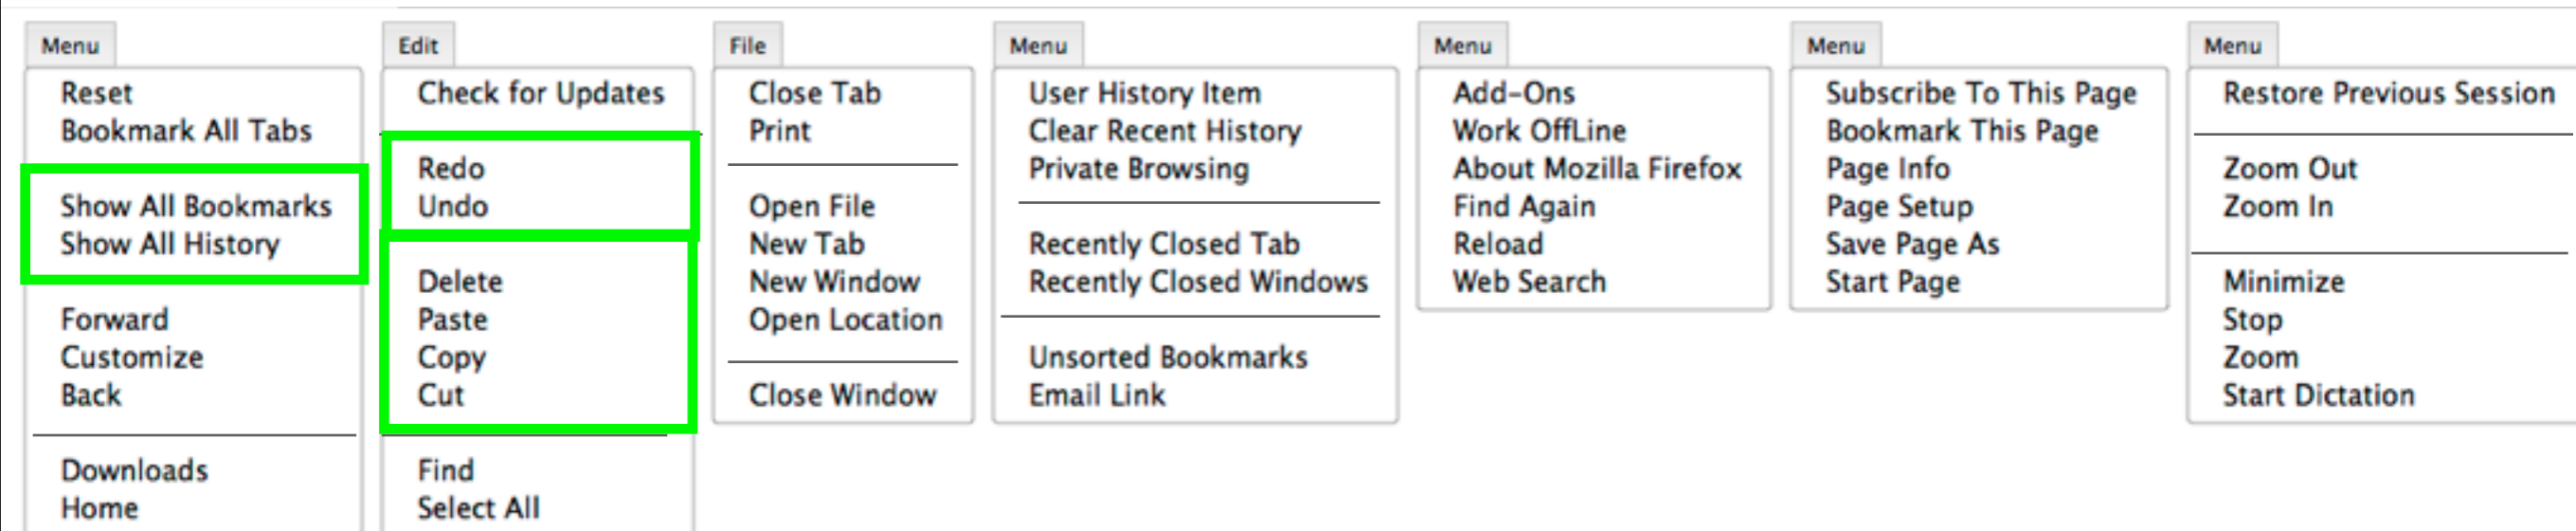 Menu
Reset
Bookmark All Tabs
Show All Bookmarks
Show All History
Forward
Customize
Back
Downloads
Home
Edit
Check for Updates
Redo
Undo
Delete
Paste
Copy
Cut
Find
Select All
File
Close Tab
Print
Open File
New Tab
New Window
Open Location
Close Window
Menu
User History Item
Clear Recent History
Private Browsing
Recently Closed Tab
Recently Closed Windows
Unsorted Bookmarks
Email Link
Menu
Add-Ons
Work OffLine
About Mozilla Firefox
Find Again
Reload
Web Search
Menu
Subscribe To This Page
Bookmark This Page
Page Info
Page Setup
Save Page As
Start Page
Menu
Restore Previous Session
Zoom Out
Zoom In
Minimize
Stop
Zoom
Start Dictation